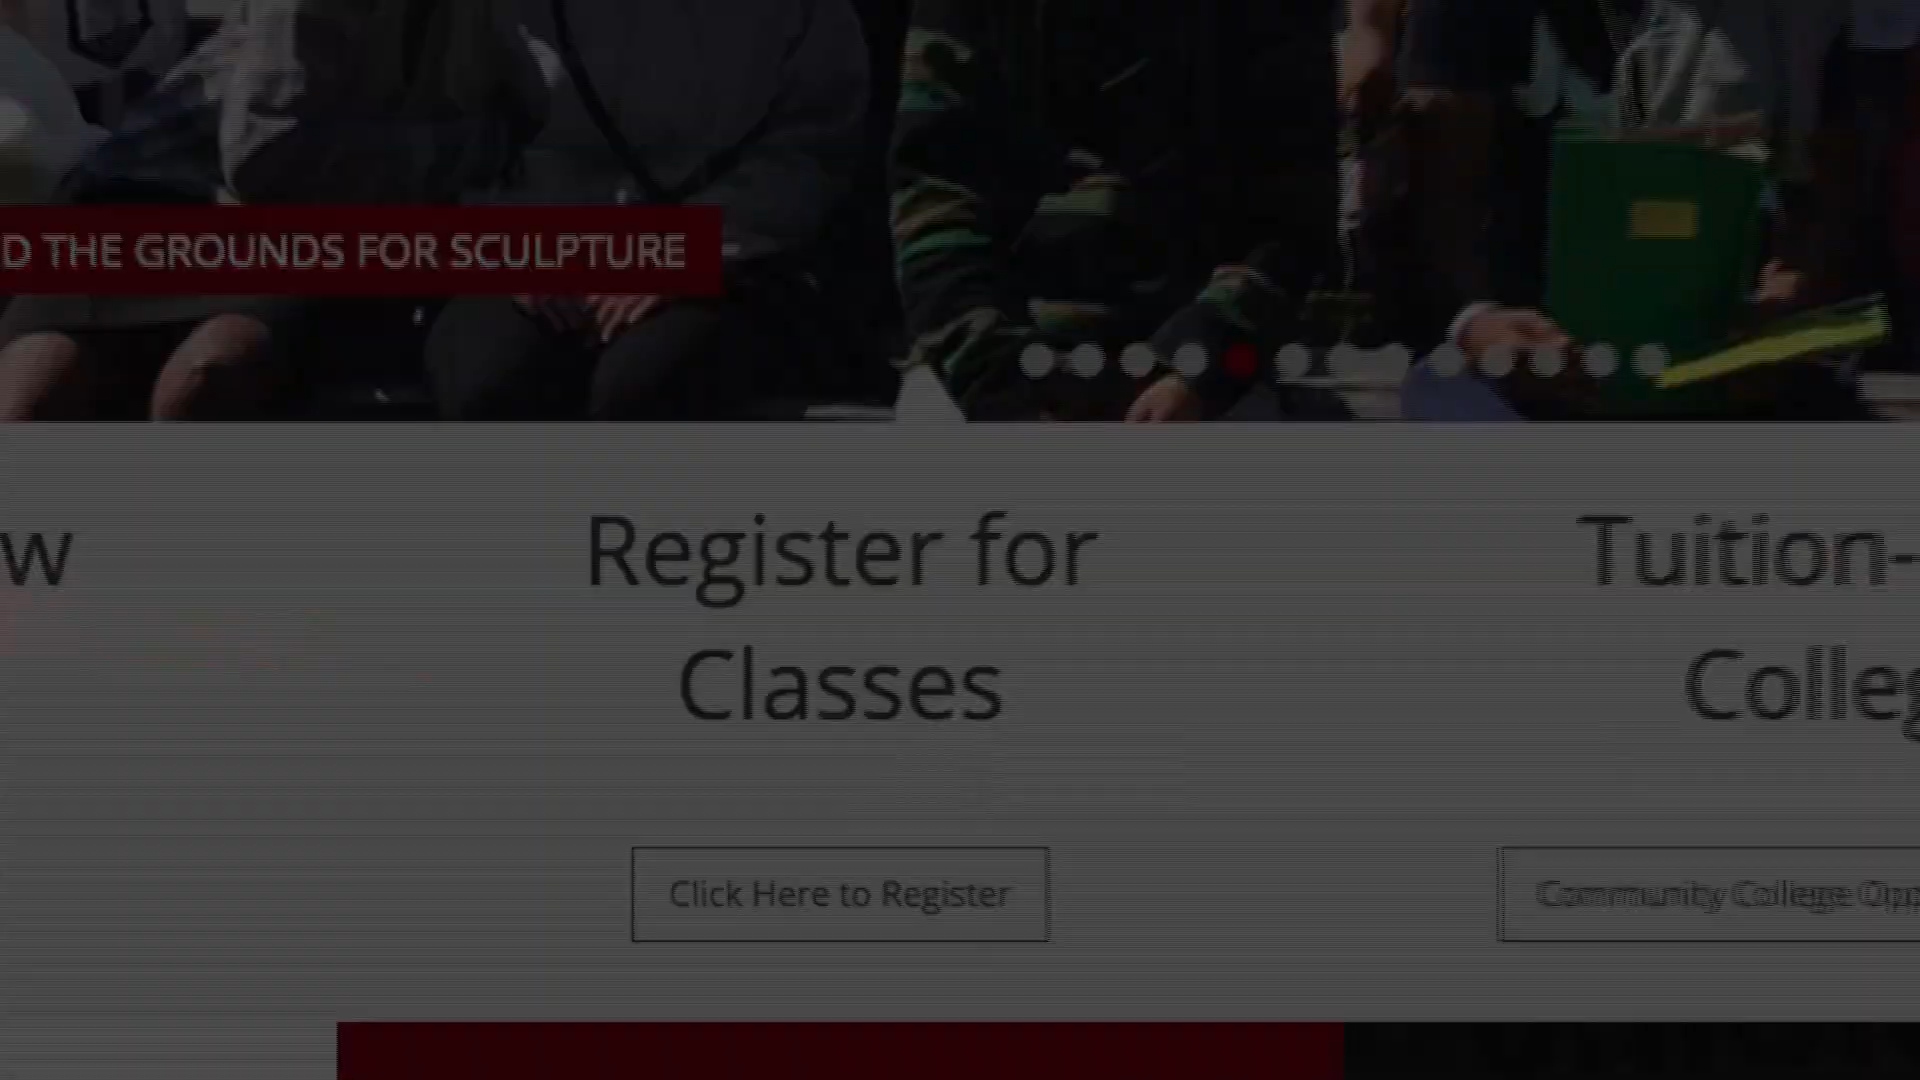 D THE GROUNDS FOR SCULPTURE
w
Register for
Classes
Tuition-
Colleg
Click Here to Register
Community College Opp